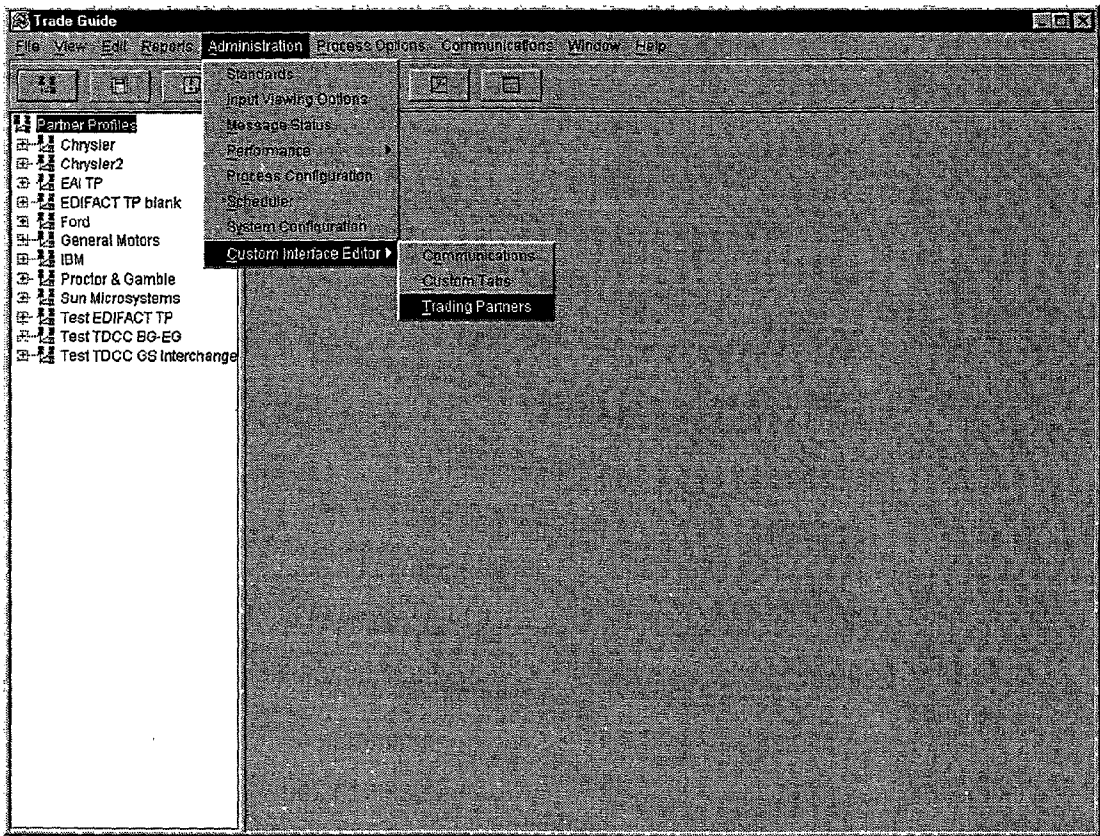 Trade Guide
File View Edit Reports Administration Process Options Communications Window Help
Standards
Input Viewing Options
Message Status
Performance
Process Configuration
Scheduler
System Configuration
Custom Interface Editor
Communications
Custom Tabs
Trading Partners
Partner Profiles
Chrysler
Chrysler2
EAI TP
EDIFACT TP blank
Ford
General Motors
IBM
Proctor & Gamble
Sun Microsystems
Test EDIFACT TP
Test TDCC BG-EG
Test TDCC GS Interchange